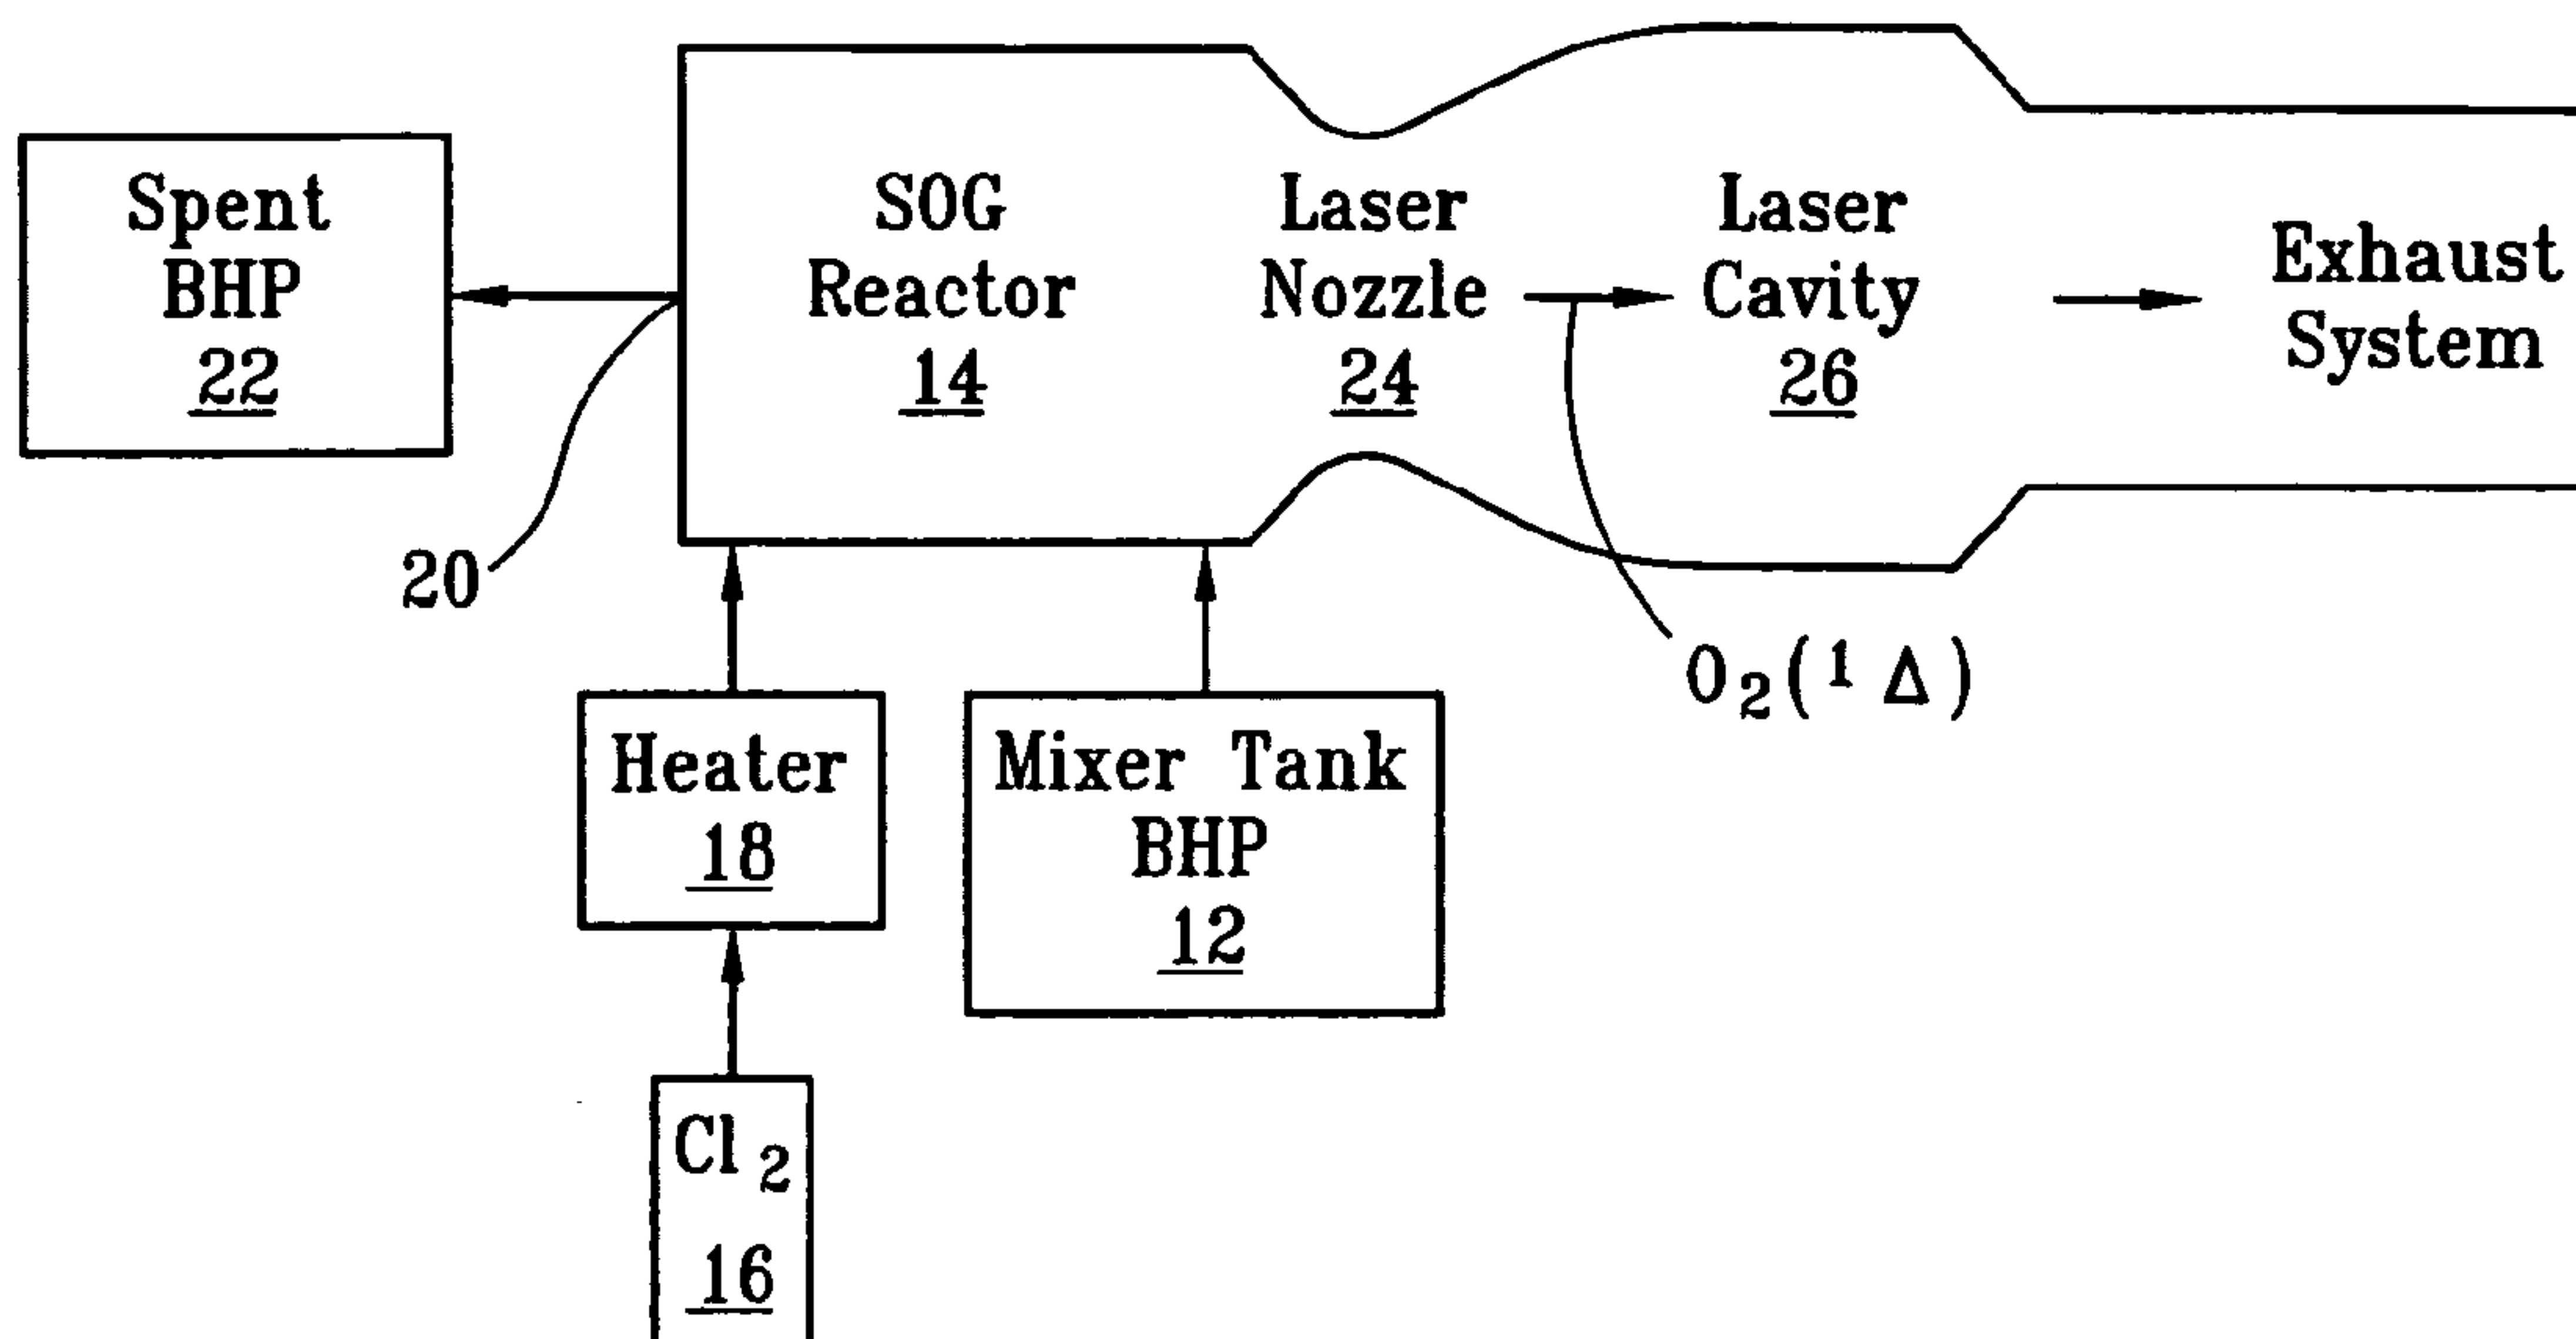 Spent
BHP
22
SOG
Reactor
14
Laser
Nozzle
24
Laser
Cavity
26
Exhaust
System
20
O2(1 Δ)
Heater
18
Mixer Tank
BHP
12
Cl2
16